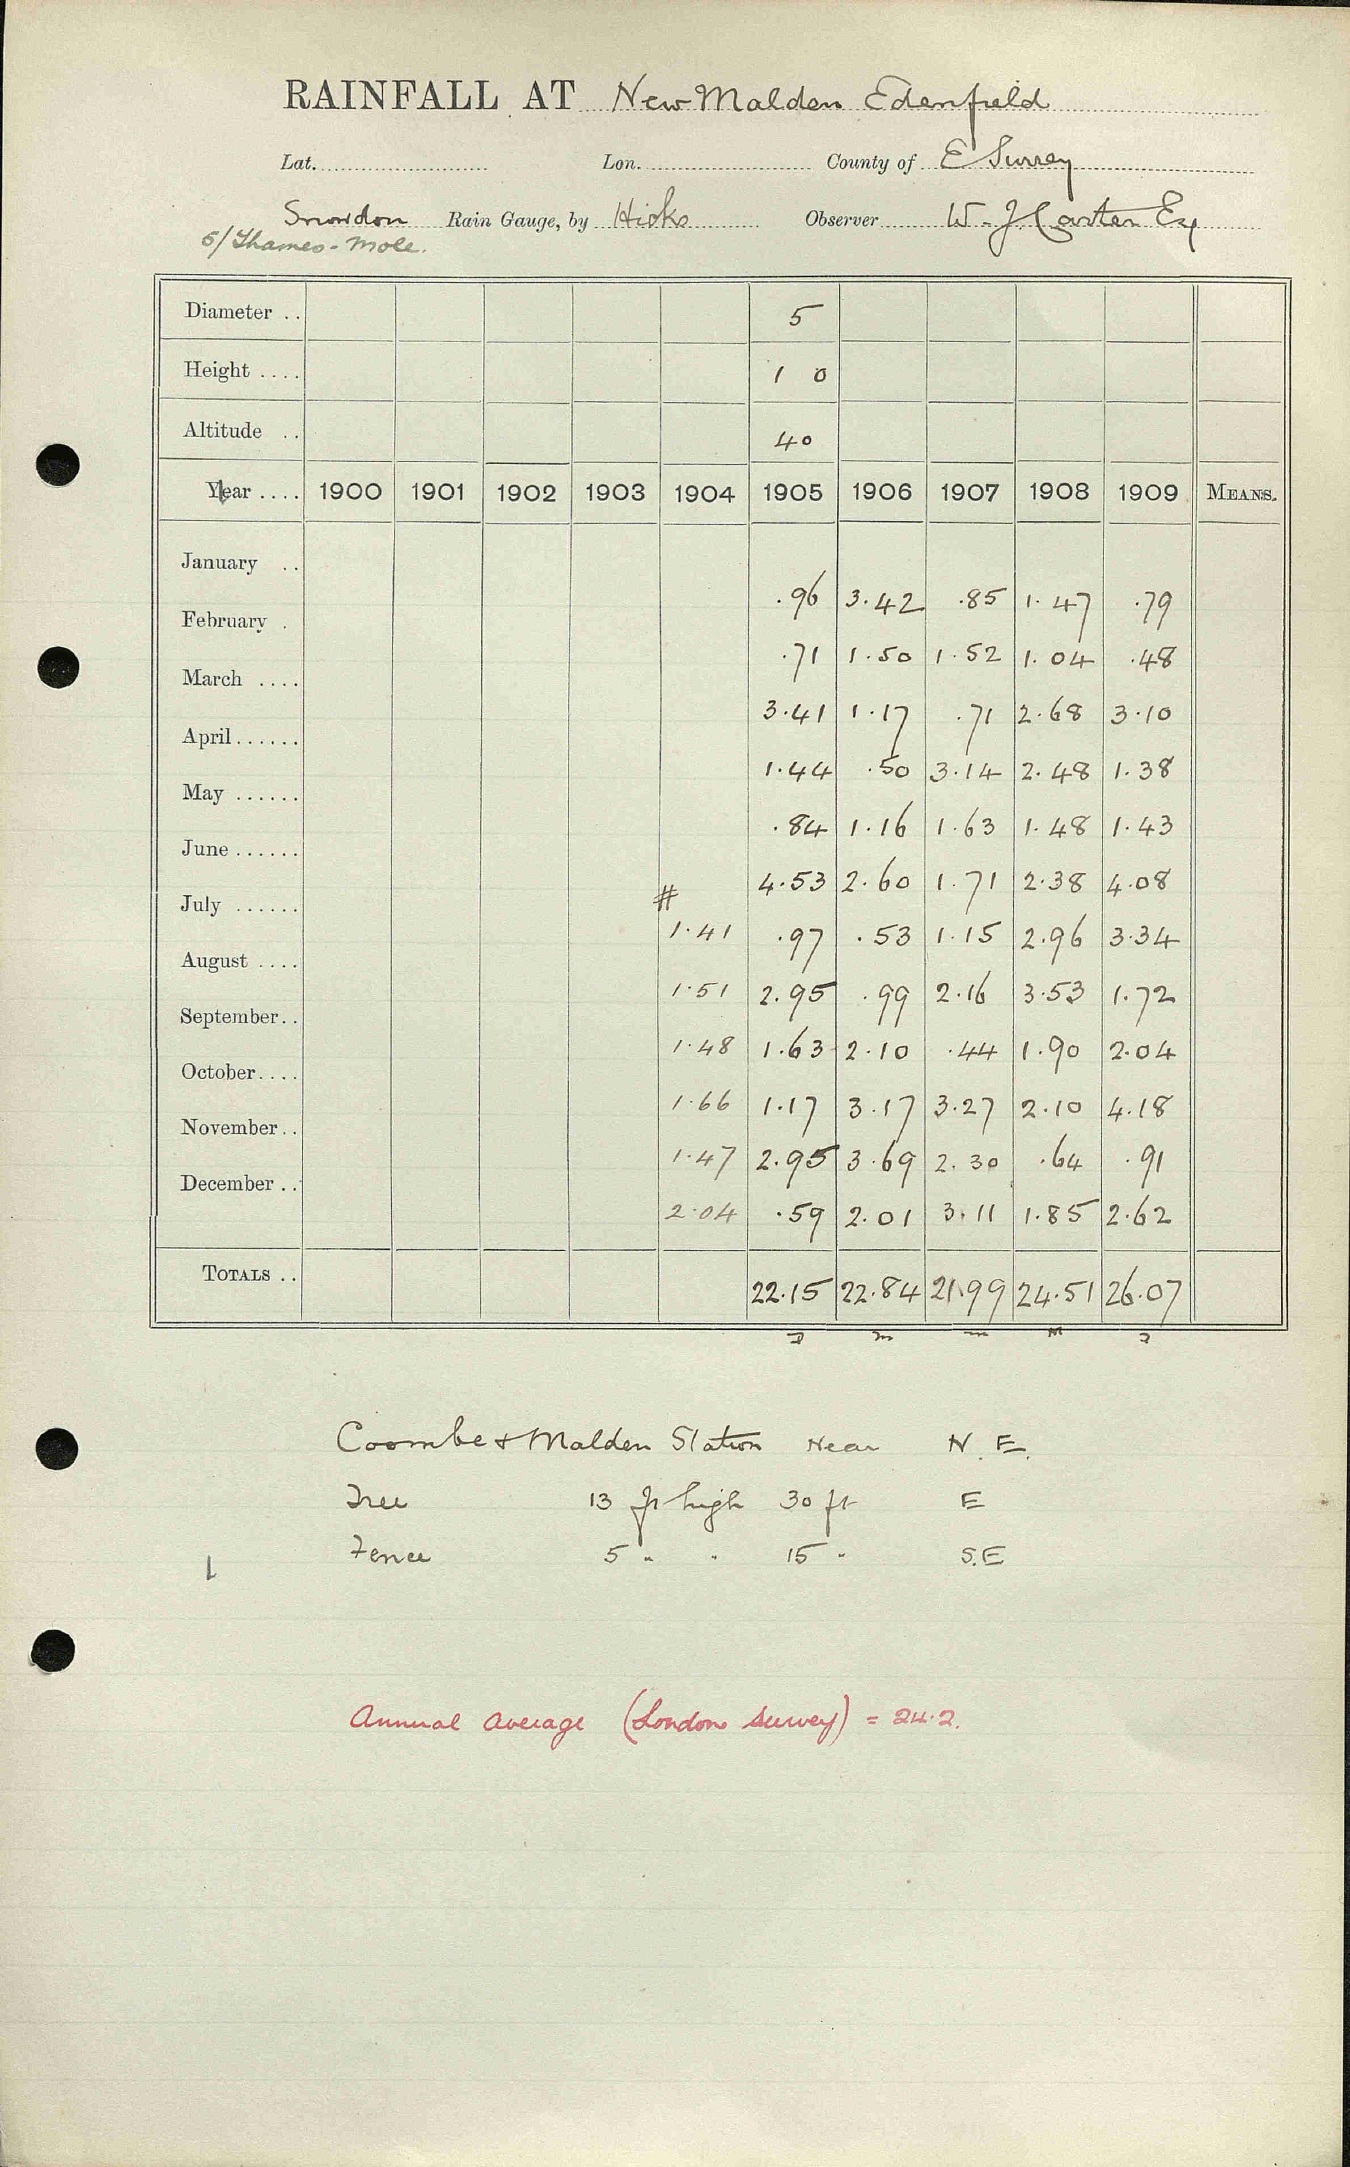 RAINFALL AT New Malden Edenfield
Lat. Lon. County of E Surrey
Snowdon Rain Gauge, by Hicks Observer W. J. Carter Esq
5/Thames-Mole.
Diameter .. 5
Height .... 1 0
Altitude .. 40
Year .... 1900 1901 1902 1903 1904 1905 1906 1907 1908 1909 MEANS.
January .. .96 3.42 .85 1.47 .79
February . .71 1.50 1.52 1.04 .48
March .... 3.41 1.17 .71 2.68 3.10
April...... 1.44 .50 3.14 2.48 1.38
May ...... .84 1.16 1.63 1.48 1.43
June ...... 4.53 2.60 1.71 2.38 4.08
#
July ...... 1.41 .97 .53 1.15 2.96 3.34
August .... 1.51 2.95 .99 2.16 3.53 1.72
September.. 1.48 1.63 2.10 .44 1.90 2.04
October.... 1.66 1.17 3.17 3.27 2.10 4.18
November.. 1.47 2.95 3.69 2.30 .64 .91
December .. 2.04 .59 2.01 3.11 1.85 2.62
TOTALS .. 22.15 22.84 21.99 24.51 26.07
Coombe & Malden Station Near N.E.
Tree 13 ft high 30 ft E
Fence 5 " " 15 " S.E
Annual Average (London Survey) = 24.2.